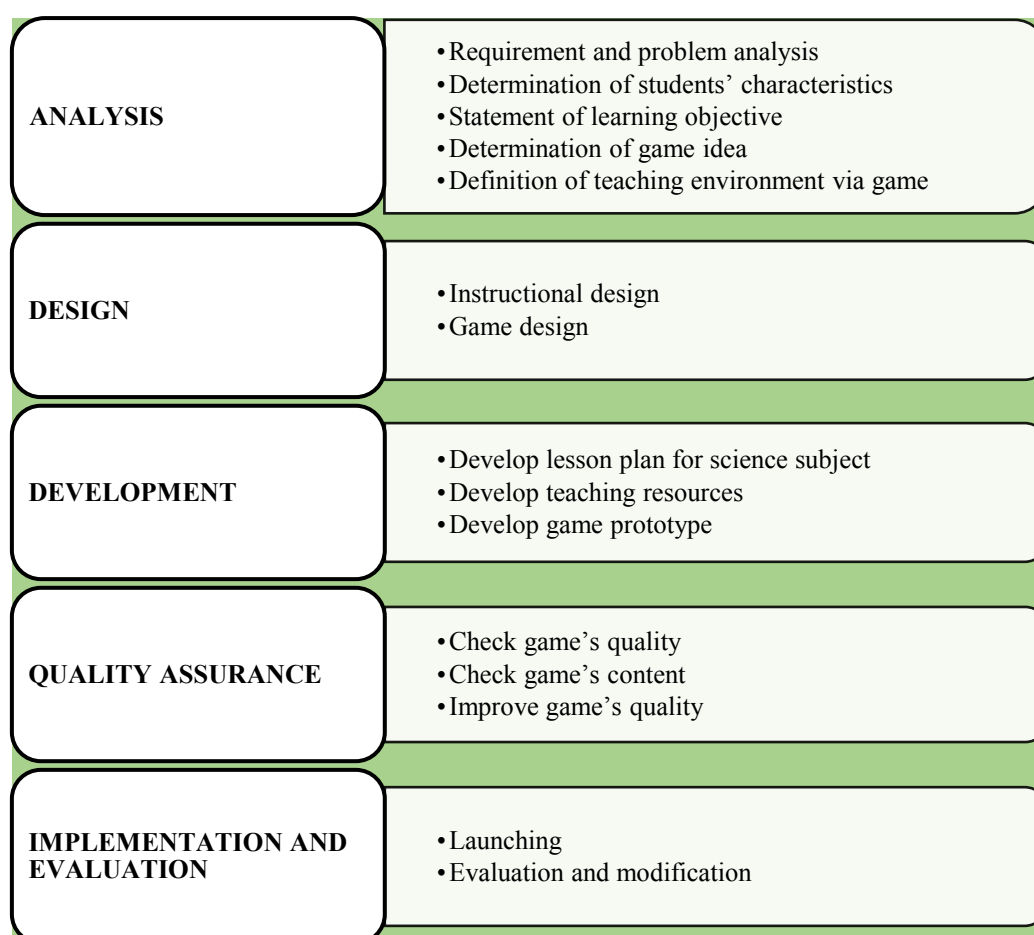 ANALYSIS
•Requirement and problem analysis
•Determination of students’ characteristics
•Statement of learning objective
•Determination of game idea
•Definition of teaching environment via game
DESIGN
•Instructional design
•Game design
DEVELOPMENT
•Develop lesson plan for science subject
•Develop teaching resources
•Develop game prototype
QUALITY ASSURANCE
•Check game’s quality
•Check game’s content
•Improve game’s quality
IMPLEMENTATION AND
EVALUATION
•Launching
•Evaluation and modification